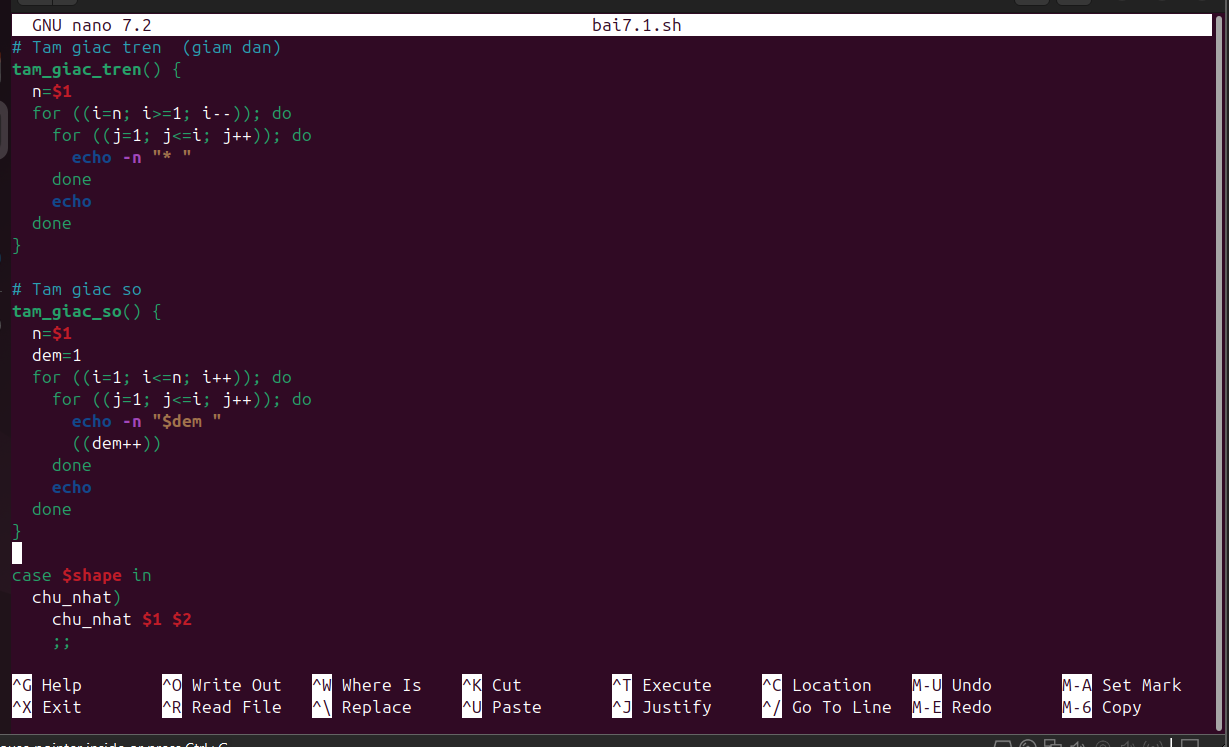 GNU nano 7.2 bai7.1.sh
# Tam giac tren  (giam dan)
tam_giac_tren() {
  n=$1
  for ((i=n; i>=1; i--)); do
    for ((j=1; j<=i; j++)); do
      echo -n "* "
    done
    echo
  done
}

# Tam giac so
tam_giac_so() {
  n=$1
  dem=1
  for ((i=1; i<=n; i++)); do
    for ((j=1; j<=i; j++)); do
      echo -n "$dem "
      ((dem++))
    done
    echo
  done
}

case $shape in
  chu_nhat)
    chu_nhat $1 $2
    ;;
^G Help ^O Write Out ^W Where Is ^K Cut ^T Execute ^C Location M-U Undo M-A Set Mark
^X Exit ^R Read File ^\ Replace ^U Paste ^J Justify ^/ Go To Line M-E Redo M-6 Copy